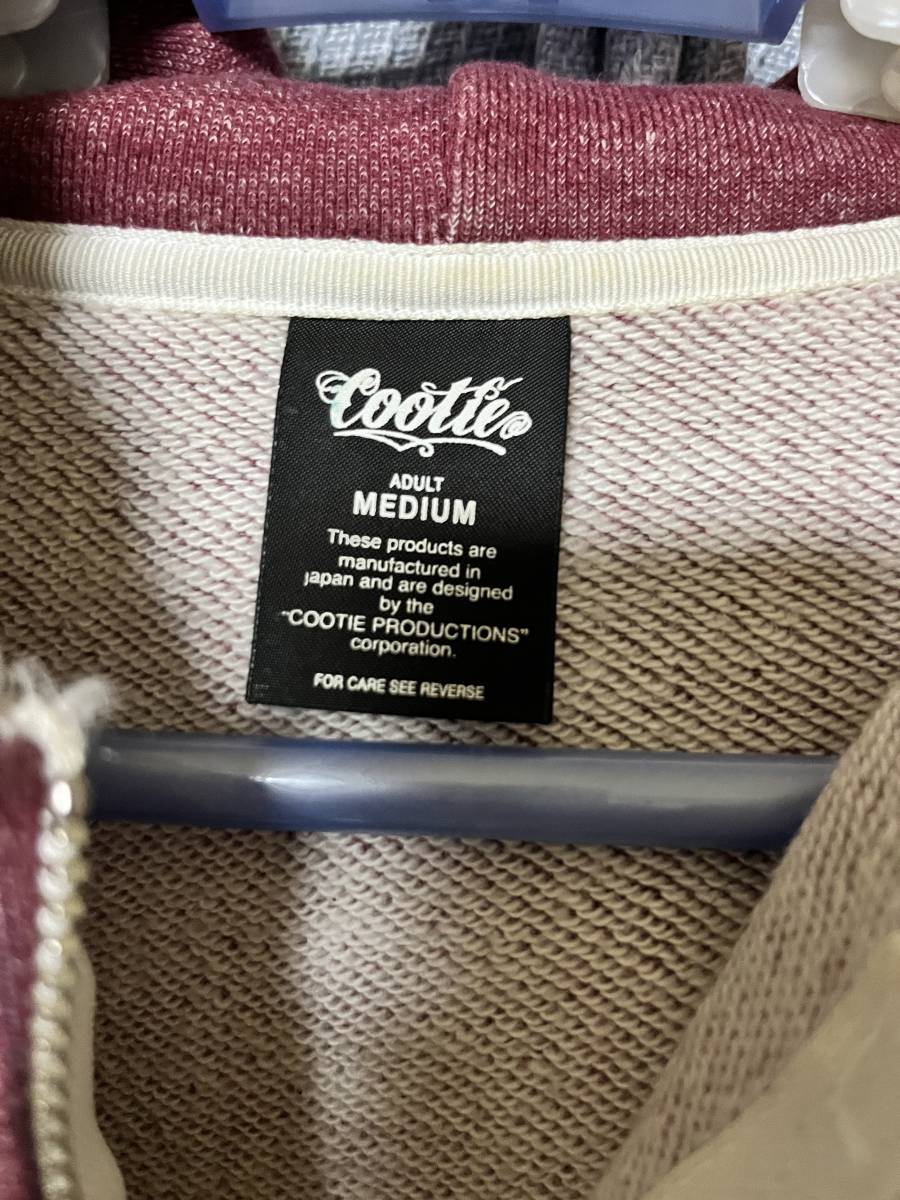 Cootie
ADULT
MEDIUM
These products are
manufactured in
japan and are designed
by the
"COOTIE PRODUCTIONS"
corporation.
FOR CARE SEE REVERSE